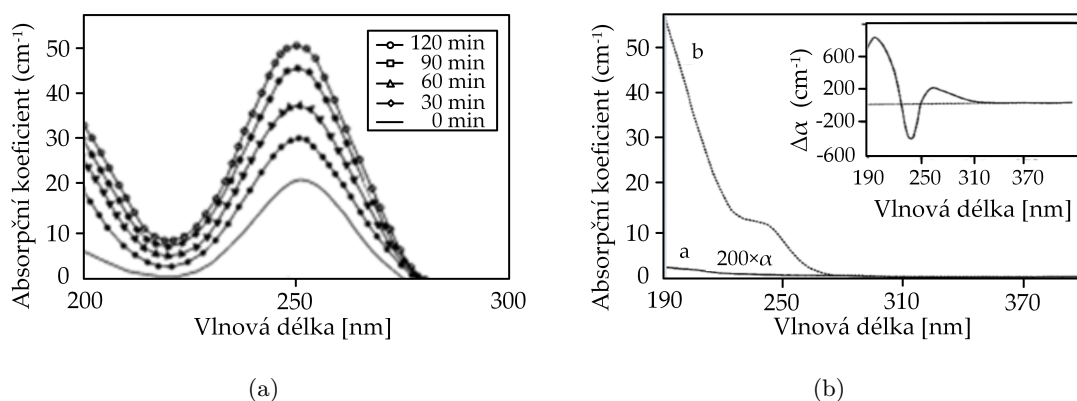 Absorpční koeficient (cm⁻¹)
50
40
30
20
10
0
120 min
90 min
60 min
30 min
0 min
200
250
300
Vlnová délka [nm]
(a)
Absorpční koeficient (cm⁻¹)
50
40
30
20
10
0
b
a
200×α
190
250
310
370
Vlnová délka [nm]
Δα (cm⁻¹)
600
200
-200
-600
190
250
310
370
Vlnová délka [nm]
(b)